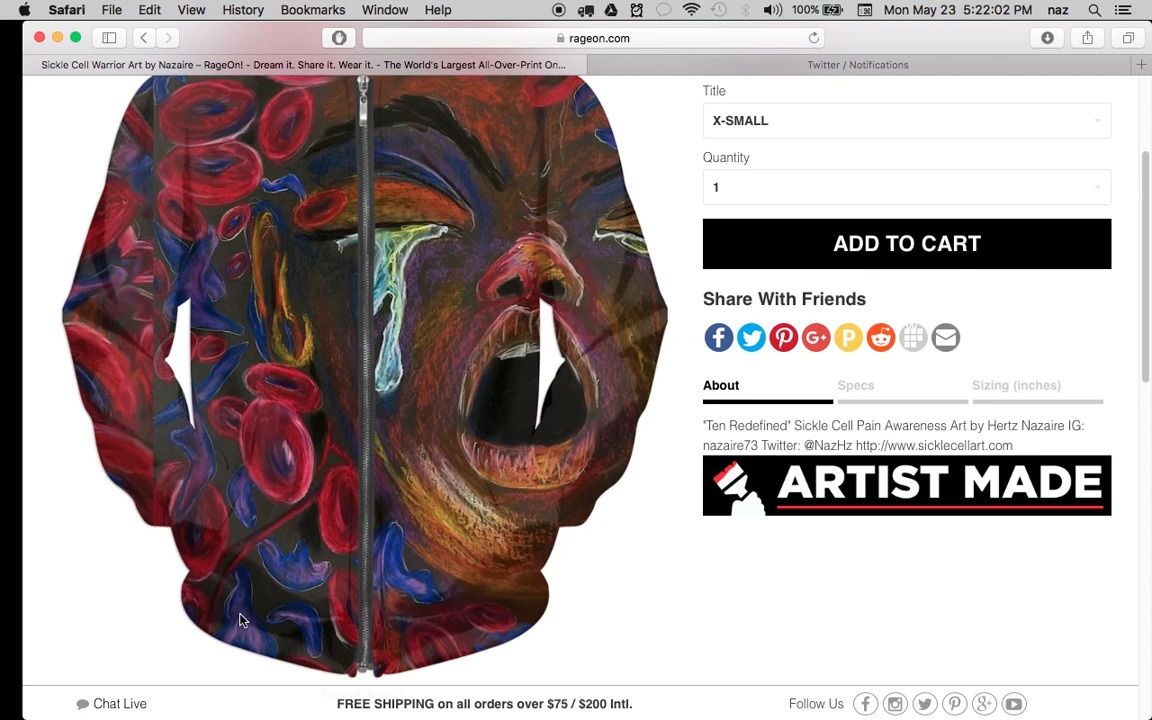 Safari File Edit View History Bookmarks Window Help 100% Mon May 23 5:22:02 PM naz
rageon.com
Sickle Cell Warrior Art by Nazaire – RageOn! - Dream it. Share it. Wear it. - The World's Largest All-Over-Print On... Twitter / Notifications
Title
X-SMALL
Quantity
1
ADD TO CART
Share With Friends
About Specs Sizing (inches)
"Ten Redefined" Sickle Cell Pain Awareness Art by Hertz Nazaire IG:
nazaire73 Twitter: @NazHz http://www.sicklecellart.com
ARTIST MADE
Chat Live FREE SHIPPING on all orders over $75 / $200 Intl. Follow Us